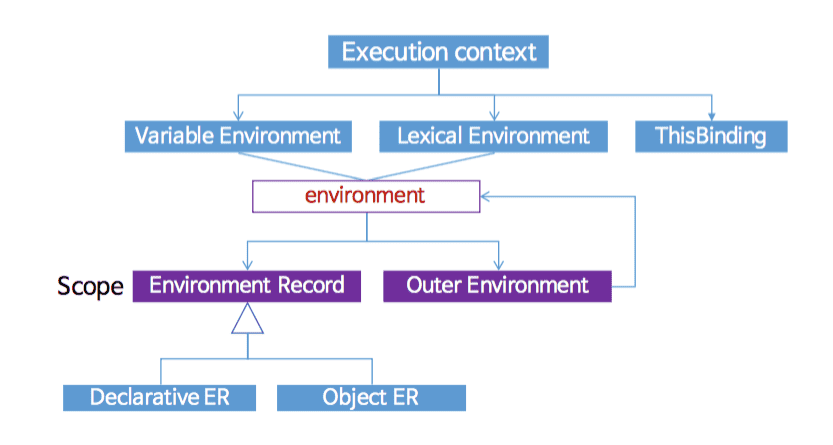 Execution context
Variable Environment
Lexical Environment
ThisBinding
environment
Scope
Environment Record
Outer Environment
Declarative ER
Object ER